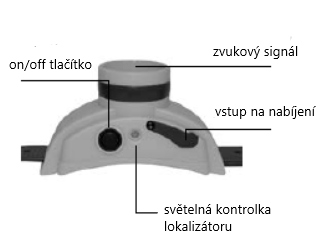 zvukový signál
on/off tlačítko
vstup na nabíjení
světelná kontrolka
lokalizátoru